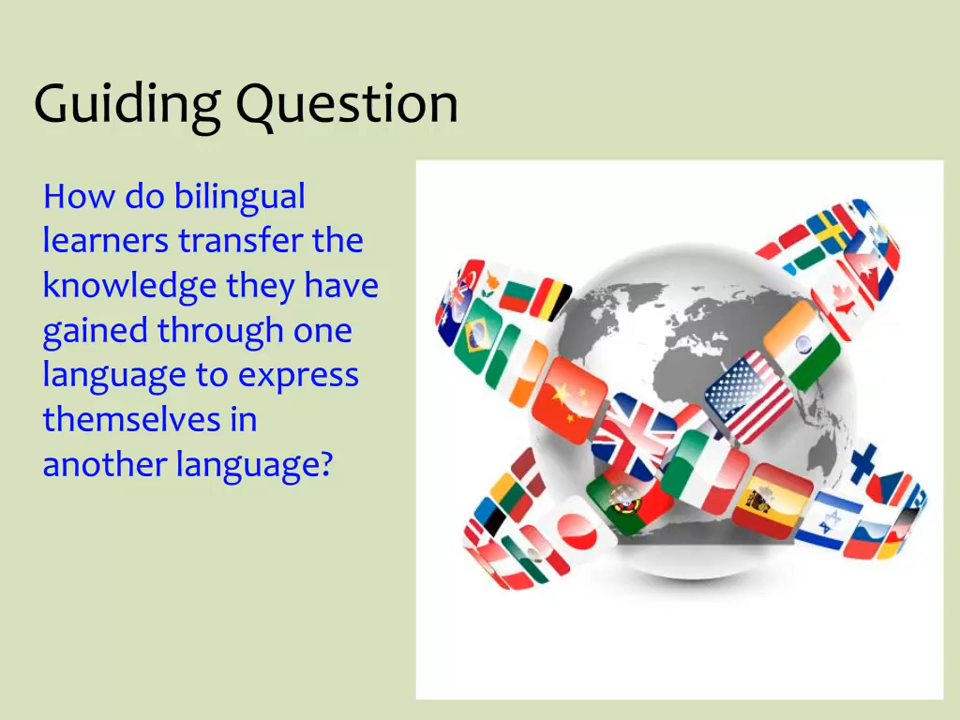 Guiding Question
How do bilingual
learners transfer the
knowledge they have
gained through one
language to express
themselves in
another language?